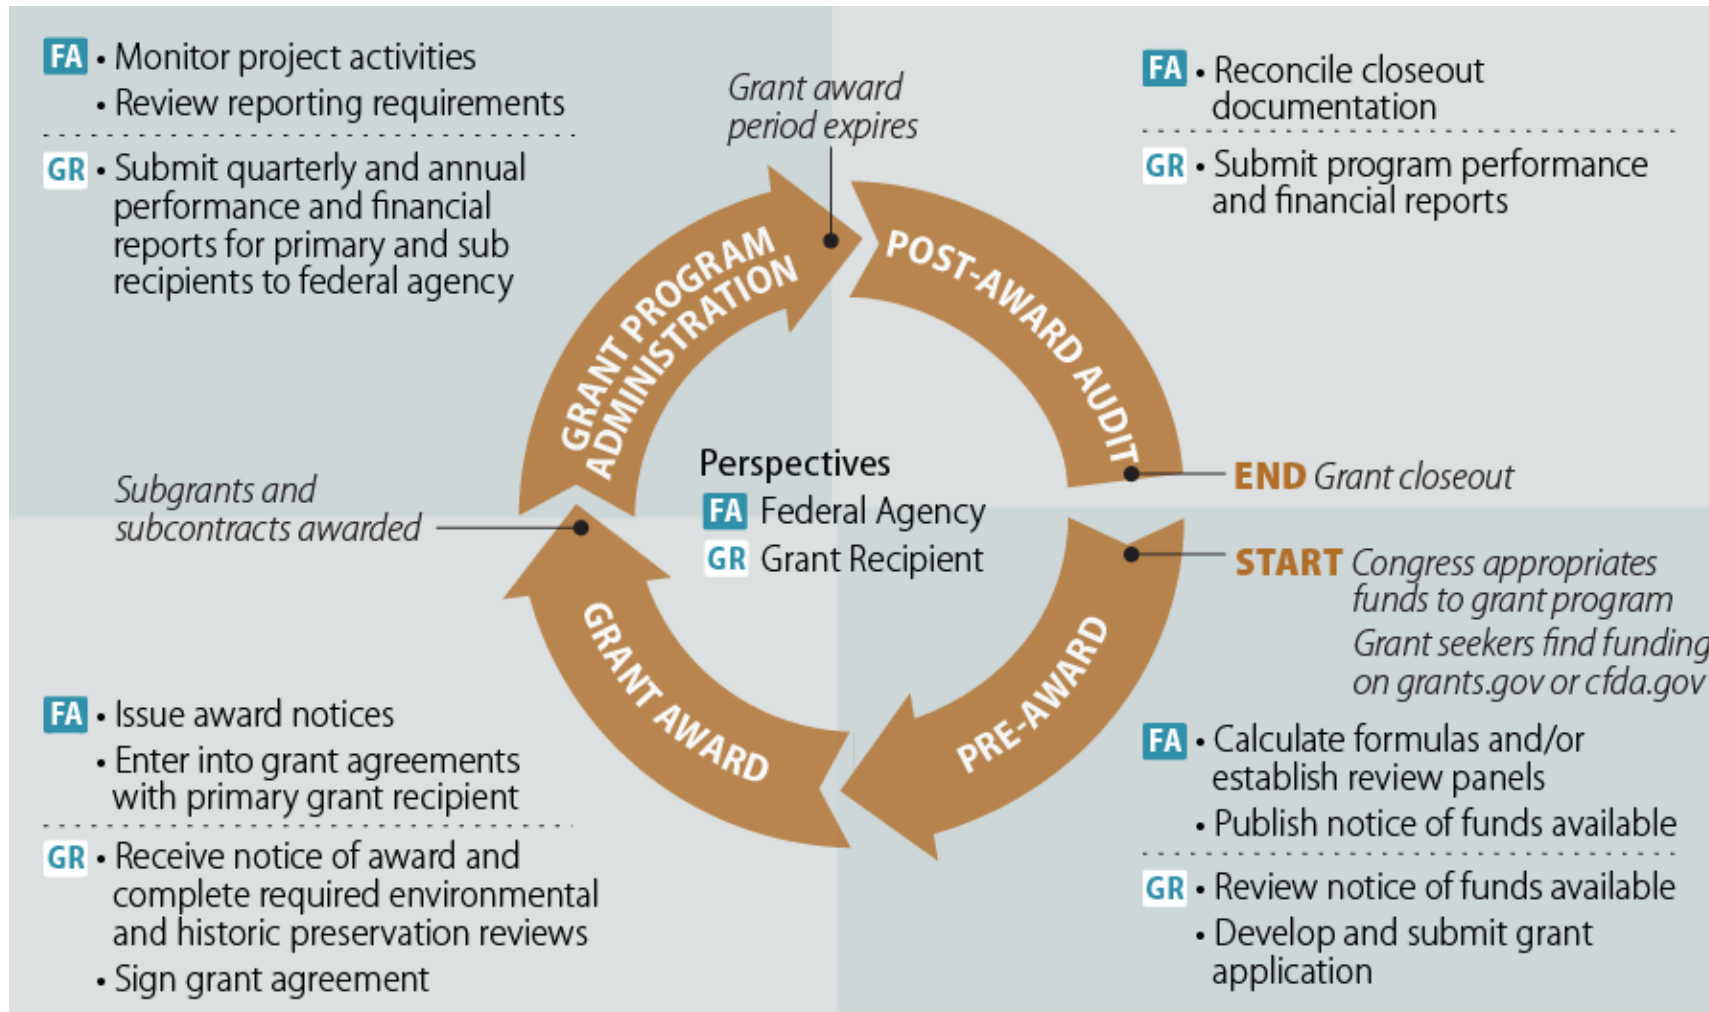 FA • Monitor project activities
• Review reporting requirements
GR • Submit quarterly and annual
performance and financial
reports for primary and sub
recipients to federal agency
Grant award
period expires
FA • Reconcile closeout
documentation
GR • Submit program performance
and financial reports
GRANT PROGRAM
ADMINISTRATION
POST-AWARD AUDIT
Subgrants and
subcontracts awarded
Perspectives
FA Federal Agency
GR Grant Recipient
END Grant closeout
START Congress appropriates
funds to grant program
Grant seekers find funding
on grants.gov or cfda.gov
GRANT AWARD
PRE-AWARD
FA • Issue award notices
• Enter into grant agreements
with primary grant recipient
GR • Receive notice of award and
complete required environmental
and historic preservation reviews
• Sign grant agreement
FA • Calculate formulas and/or
establish review panels
• Publish notice of funds available
GR • Review notice of funds available
• Develop and submit grant
application